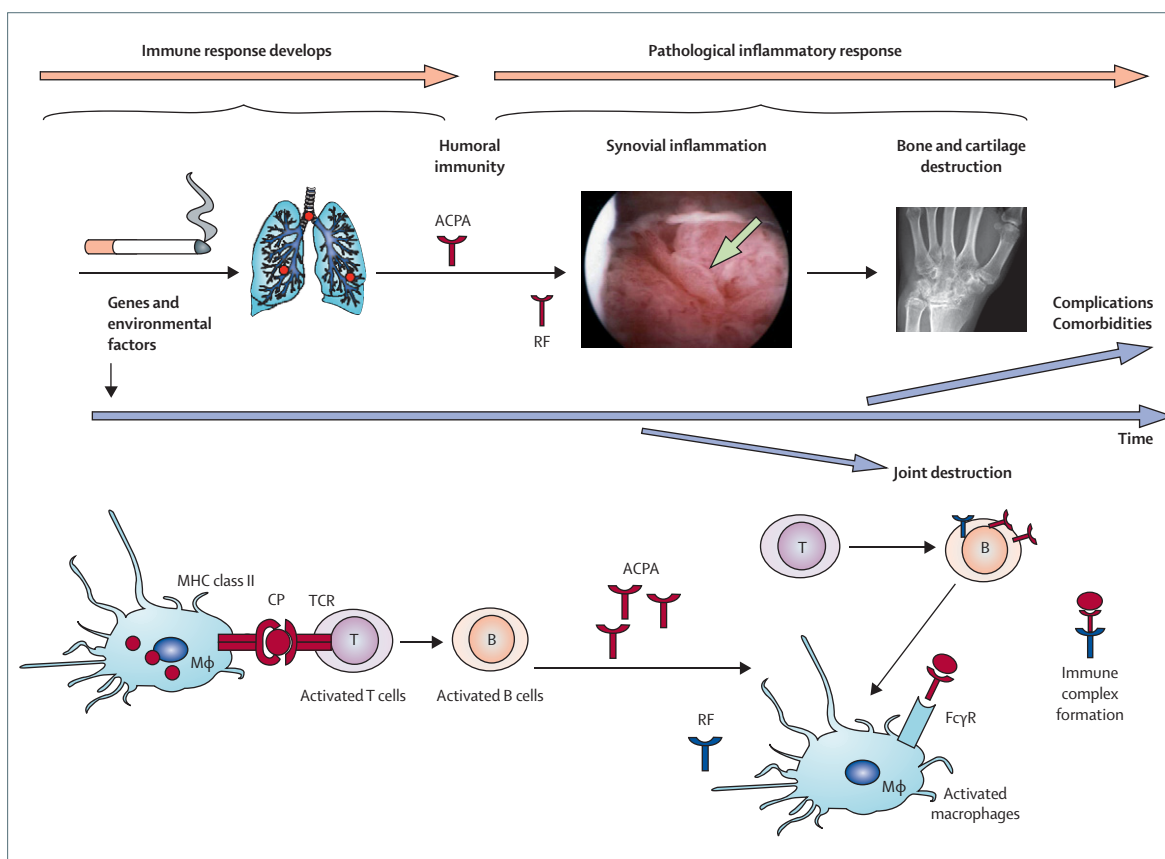 Immune response develops
Pathological inflammatory response
Humoral
immunity
Synovial inflammation
Bone and cartilage
destruction
ACPA
RF
Genes and
environmental
factors
Complications
Comorbidities
Time
Joint destruction
MHC class II
CP
TCR
T
B
Mϕ
Activated T cells
Activated B cells
ACPA
RF
T
B
FcγR
Mϕ
Activated
macrophages
Immune
complex
formation